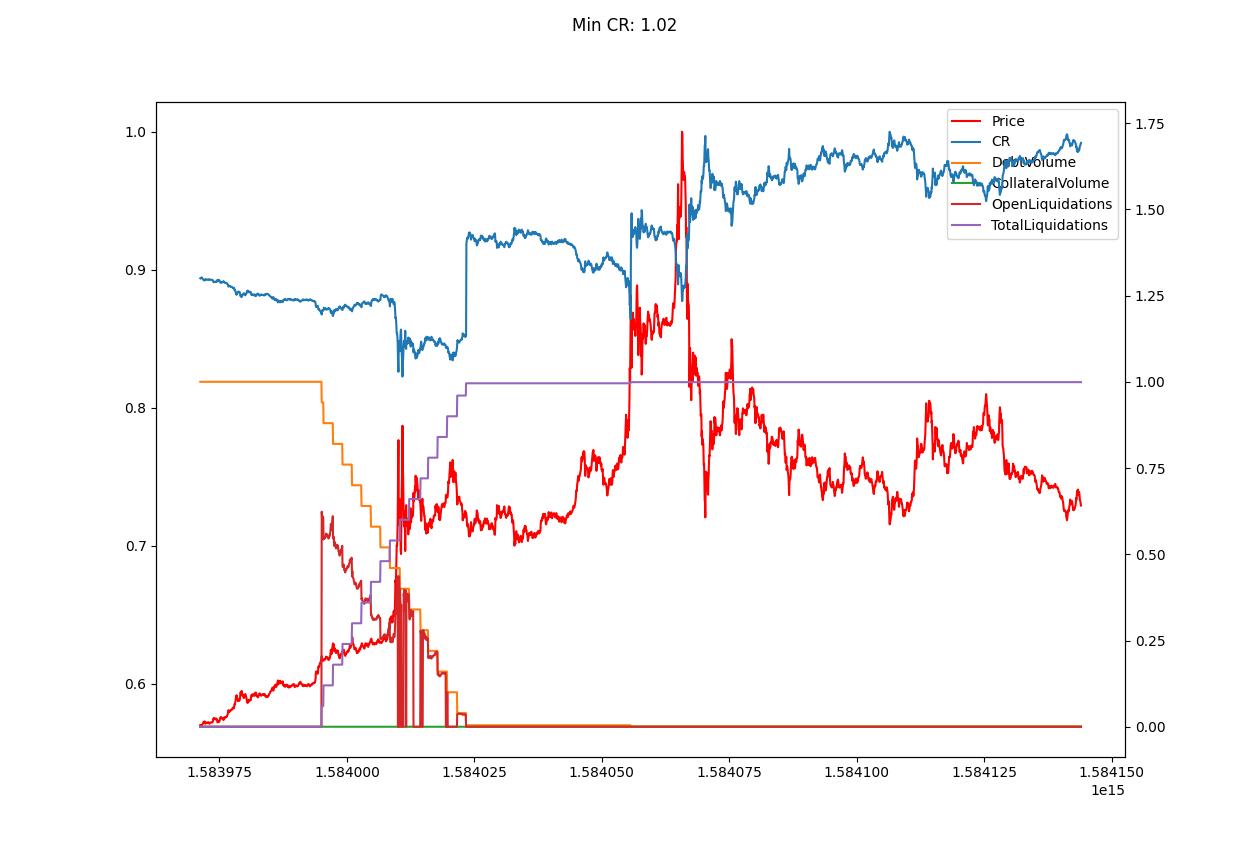 Min CR: 1.02
1.0
0.9
0.8
0.7
0.6
1.75
1.50
1.25
1.00
0.75
0.50
0.25
0.00
Price
CR
DebtVolume
CollateralVolume
OpenLiquidations
TotalLiquidations
1.583975 1.584000 1.584025 1.584050 1.584075 1.584100 1.584125 1.584150
1e15